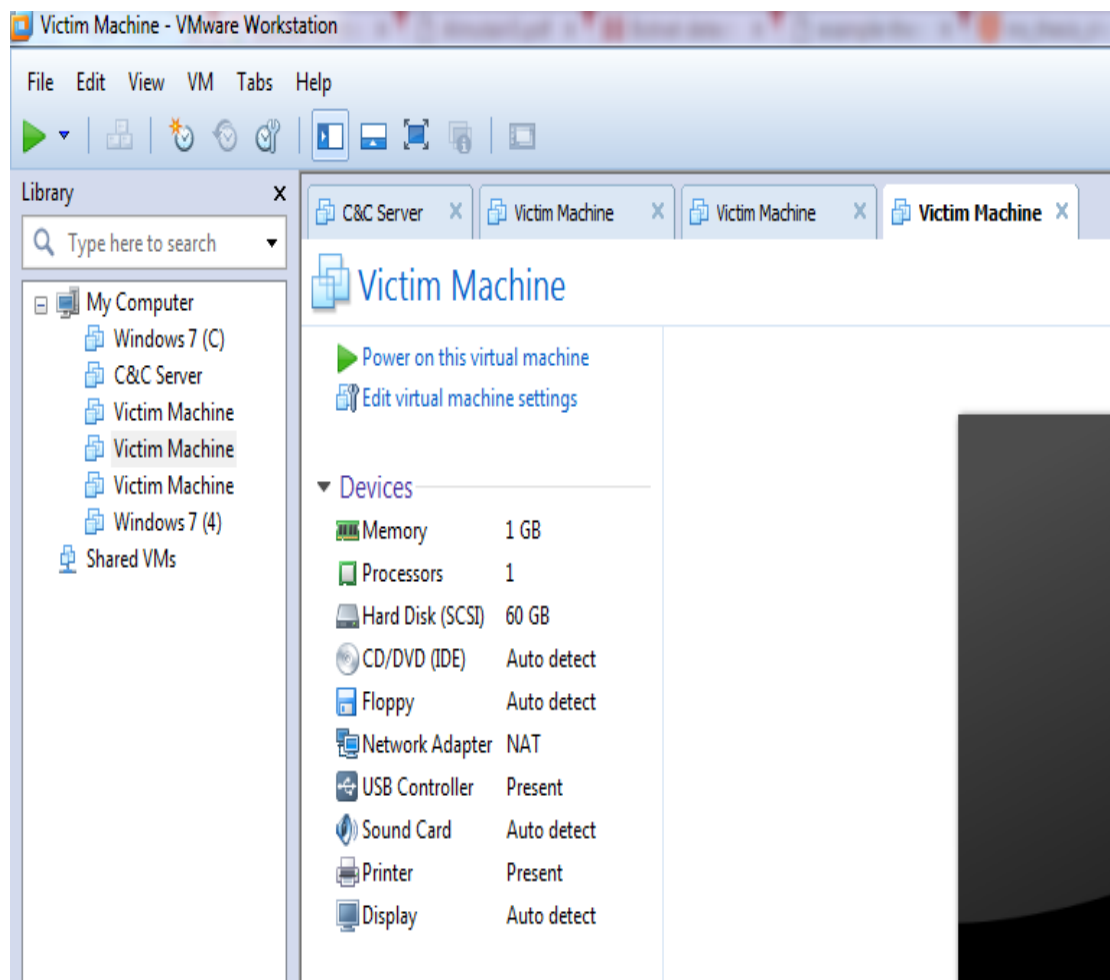 Victim Machine - VMware Workstation
File Edit View VM Tabs Help
Library x
Type here to search
My Computer
Windows 7 (C)
C&C Server
Victim Machine
Victim Machine
Victim Machine
Windows 7 (4)
Shared VMs
C&C Server x Victim Machine x Victim Machine x Victim Machine x
Victim Machine
Power on this virtual machine
Edit virtual machine settings
Devices
Memory 1 GB
Processors 1
Hard Disk (SCSI) 60 GB
CD/DVD (IDE) Auto detect
Floppy Auto detect
Network Adapter NAT
USB Controller Present
Sound Card Auto detect
Printer Present
Display Auto detect